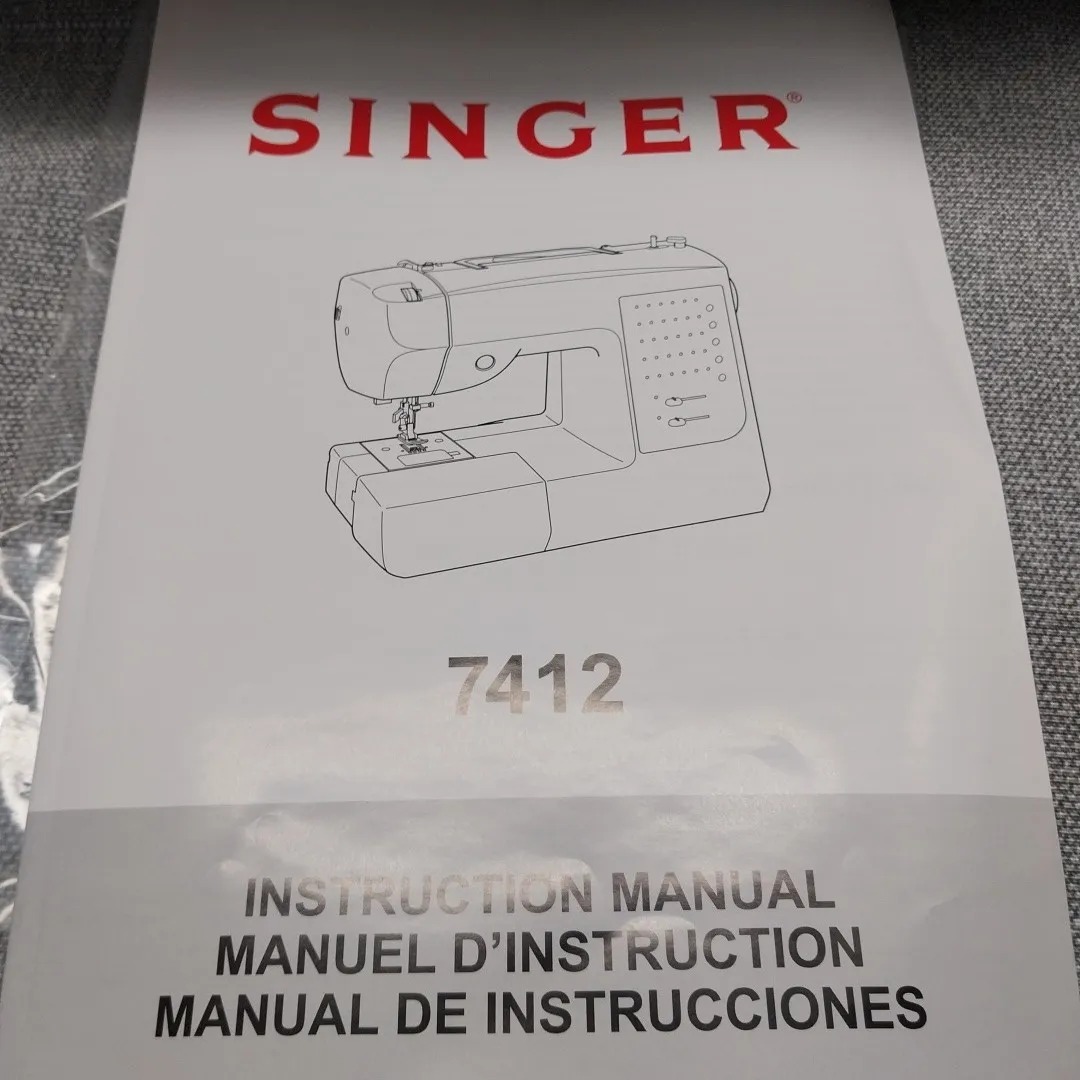 SINGER®
7412
INSTRUCTION MANUAL
MANUEL D'INSTRUCTION
MANUAL DE INSTRUCCIONES